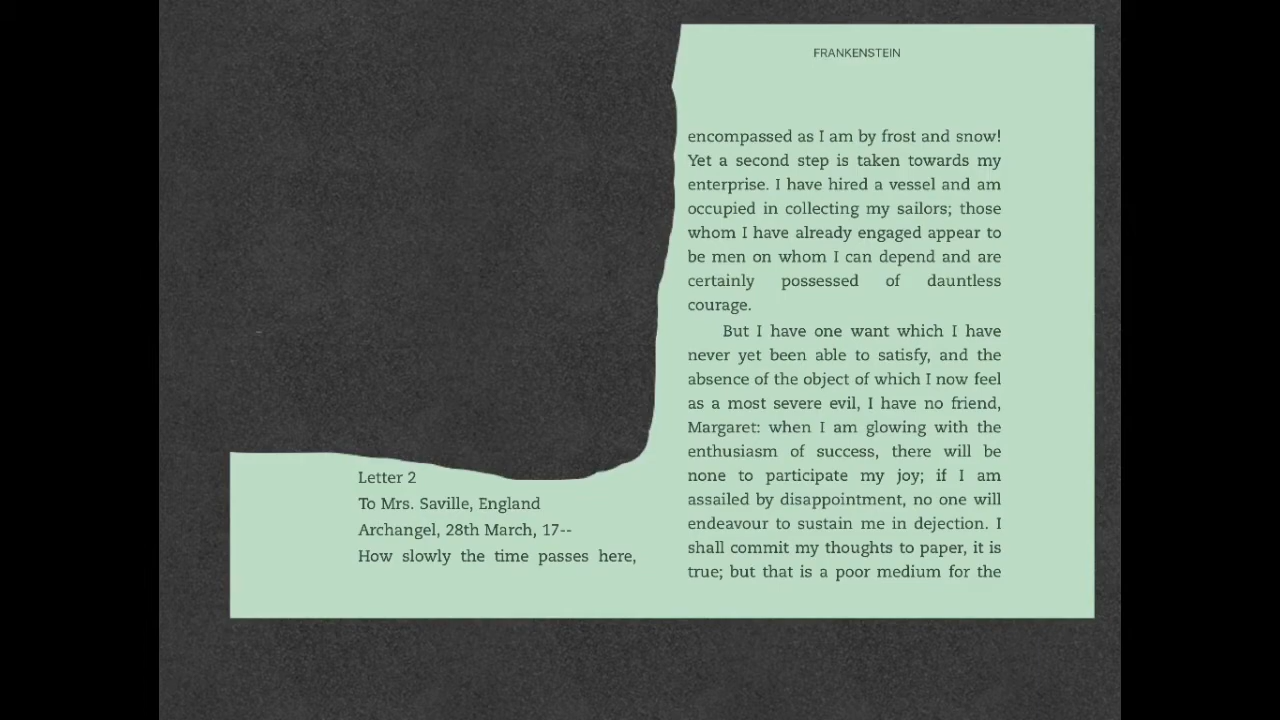 FRANKENSTEIN
Letter 2
To Mrs. Saville, England
Archangel, 28th March, 17--
How slowly the time passes here,
encompassed as I am by frost and snow!
Yet a second step is taken towards my
enterprise. I have hired a vessel and am
occupied in collecting my sailors; those
whom I have already engaged appear to
be men on whom I can depend and are
certainly possessed of dauntless
courage.
But I have one want which I have
never yet been able to satisfy, and the
absence of the object of which I now feel
as a most severe evil, I have no friend,
Margaret: when I am glowing with the
enthusiasm of success, there will be
none to participate my joy; if I am
assailed by disappointment, no one will
endeavour to sustain me in dejection. I
shall commit my thoughts to paper, it is
true; but that is a poor medium for the